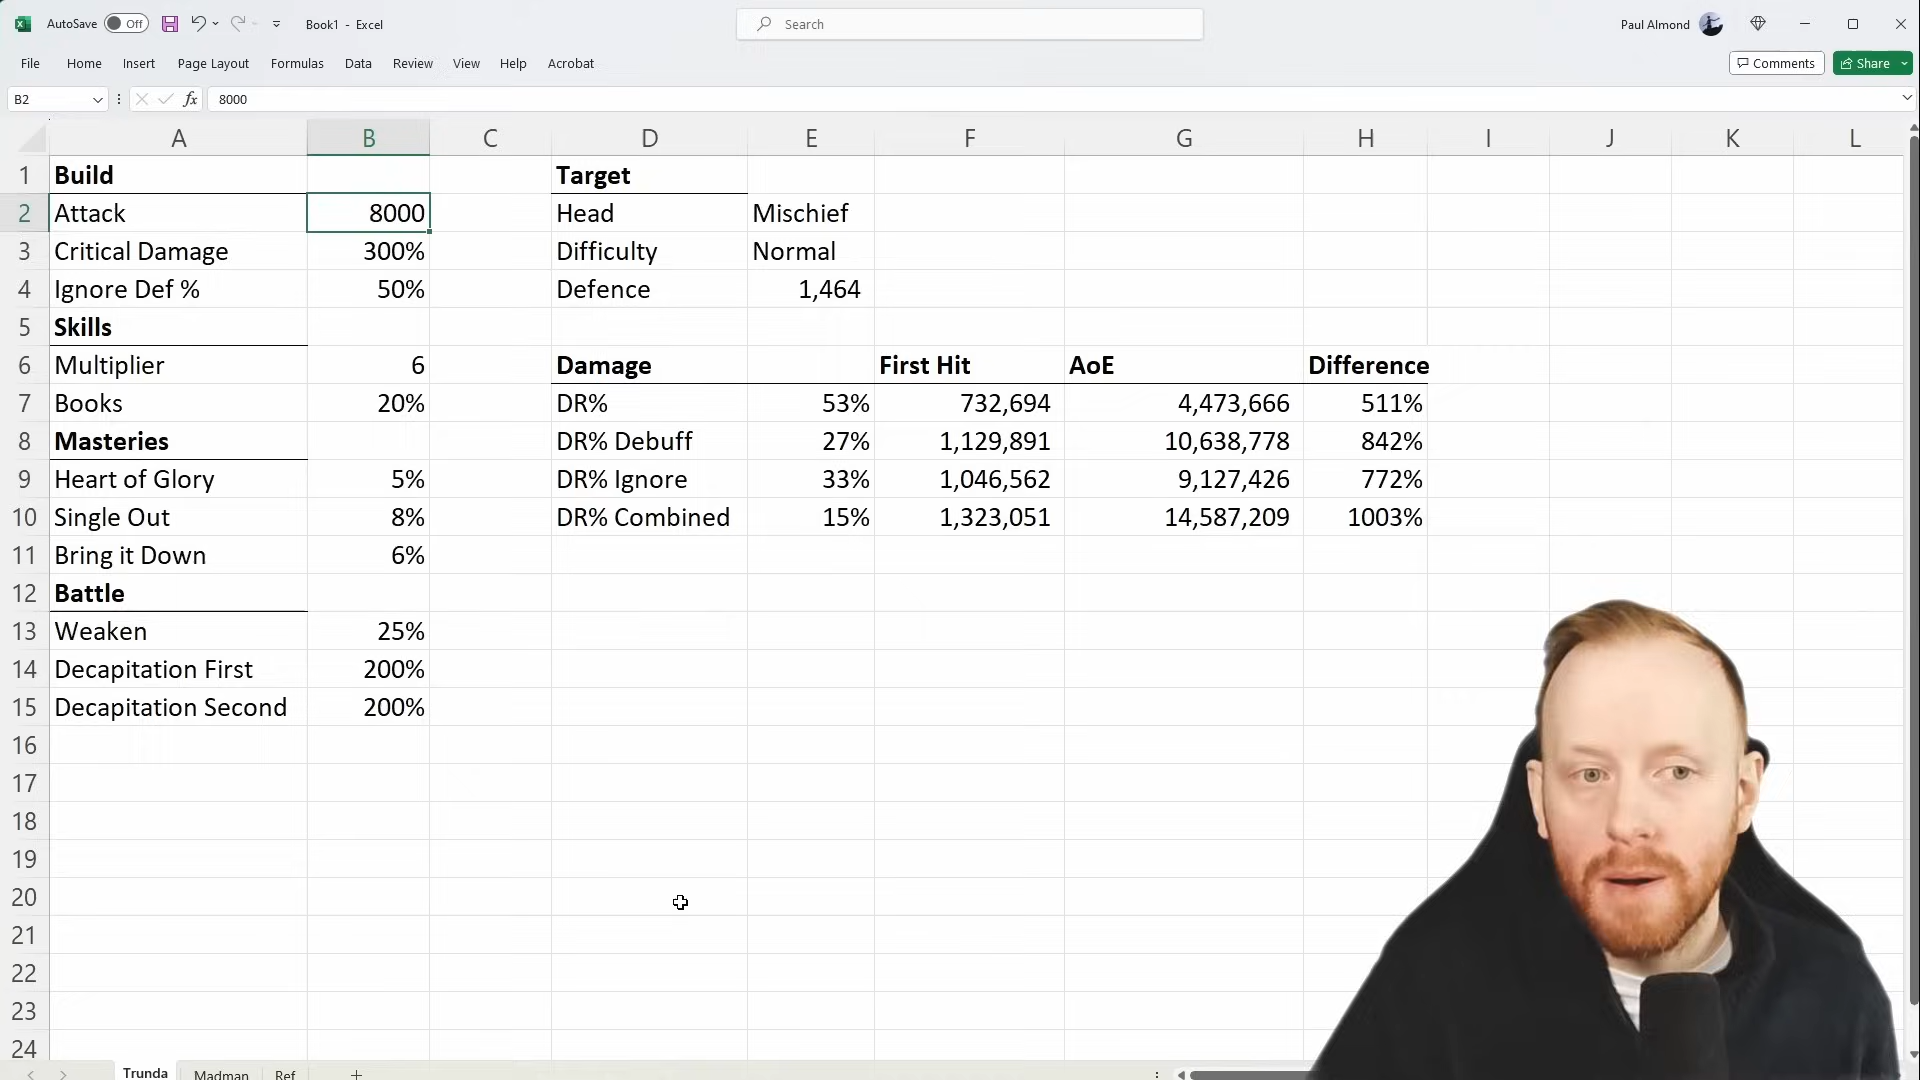 AutoSave Off Book1 - Excel Search Paul Almond
File Home Insert Page Layout Formulas Data Review View Help Acrobat Comments Share
B2 fx 8000
A B C D E F G H I J K L
1 Build Target
2 Attack 8000 Head Mischief
3 Critical Damage 300% Difficulty Normal
4 Ignore Def % 50% Defence 1,464
5 Skills
6 Multiplier 6 Damage First Hit AoE Difference
7 Books 20% DR% 53% 732,694 4,473,666 511%
8 Masteries DR% Debuff 27% 1,129,891 10,638,778 842%
9 Heart of Glory 5% DR% Ignore 33% 1,046,562 9,127,426 772%
10 Single Out 8% DR% Combined 15% 1,323,051 14,587,209 1003%
11 Bring it Down 6%
12 Battle
13 Weaken 25%
14 Decapitation First 200%
15 Decapitation Second 200%
16
17
18
19
20
21
22
23
24
Trunda Madman Ref